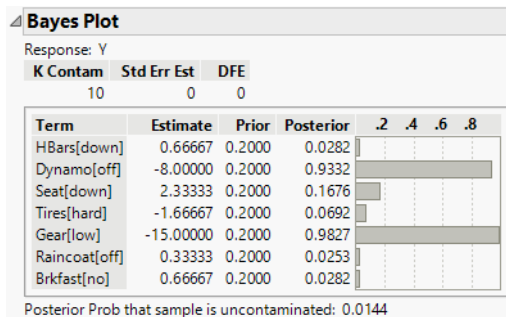 Bayes Plot
Response: Y
K Contam Std Err Est DFE
10 0 0
Term Estimate Prior Posterior .2 .4 .6 .8
HBars[down] 0.66667 0.2000 0.0282
Dynamo[off] -8.00000 0.2000 0.9332
Seat[down] 2.33333 0.2000 0.1676
Tires[hard] -1.66667 0.2000 0.0692
Gear[low] -15.00000 0.2000 0.9827
Raincoat[off] 0.33333 0.2000 0.0253
Brkfast[no] 0.66667 0.2000 0.0282
Posterior Prob that sample is uncontaminated: 0.0144